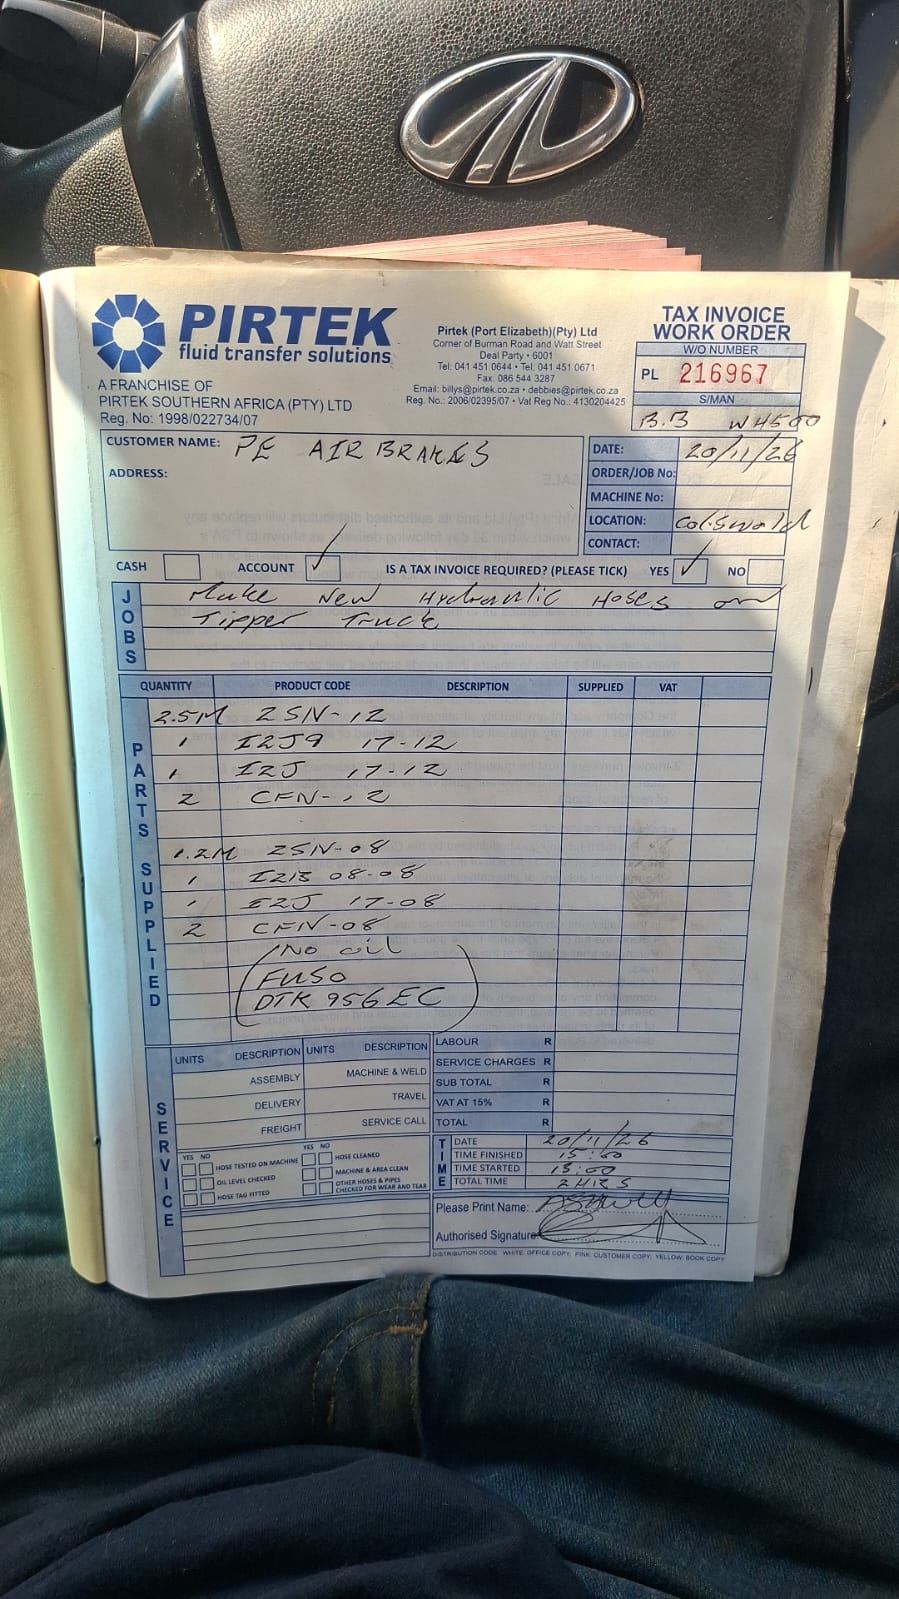 PIRTEK
fluid transfer solutions
A FRANCHISE OF
PIRTEK SOUTHERN AFRICA (PTY) LTD
Reg. No: 1998/022734/07
Pirtek (Port Elizabeth)(Pty) Ltd
Corner of Burman Road and Watt Street
Deal Party • 6001
Tel: 041 451 0644 • Tel: 041 451 0671
Fax: 086 544 3287
Email: billys@pirtek.co.za • debbies@pirtek.co.za
Reg. No.: 2006/02395/07 • Vat Reg No.: 4130204425
TAX INVOICE
WORK ORDER
W/O NUMBER
PL 216967
S/MAN
B.B WH500
CUSTOMER NAME: PE AIR BRAKES
ADDRESS:
DATE: 20/11/26
ORDER/JOB No:
MACHINE No:
LOCATION: Cotswold
CONTACT:
CASH ACCOUNT ✓ IS A TAX INVOICE REQUIRED? (PLEASE TICK) YES ✓ NO
JOBS
Make New Hydraulic Hoses on
Tipper Truck
QUANTITY PRODUCT CODE DESCRIPTION SUPPLIED VAT
PARTS SUPPLIED
2.5M 2SN-12
1 I2J9 17-12
1 I2J 17-12
2 CFN-12
1.2M 2SN-08
1 I21B 08-08
1 I2J 17-08
2 CFN-08
No oil
FUSO
DTK 956 EC
SERVICE
UNITS DESCRIPTION UNITS DESCRIPTION
ASSEMBLY MACHINE & WELD
DELIVERY TRAVEL
FREIGHT SERVICE CALL
YES NO YES NO
HOSE TESTED ON MACHINE HOSE CLEANED
OIL LEVEL CHECKED MACHINE & AREA CLEAN
HOSE TAG FITTED OTHER HOSES & PIPES CHECKED FOR WEAR AND TEAR
LABOUR R
SERVICE CHARGES R
SUB TOTAL R
VAT AT 15% R
TOTAL R
TIME
DATE 20/11/26
TIME FINISHED 15:00
TIME STARTED 13:00
TOTAL TIME 2HRS
Please Print Name:
Authorised Signature
DISTRIBUTION CODE WHITE: OFFICE COPY; PINK: CUSTOMER COPY; YELLOW: BOOK COPY